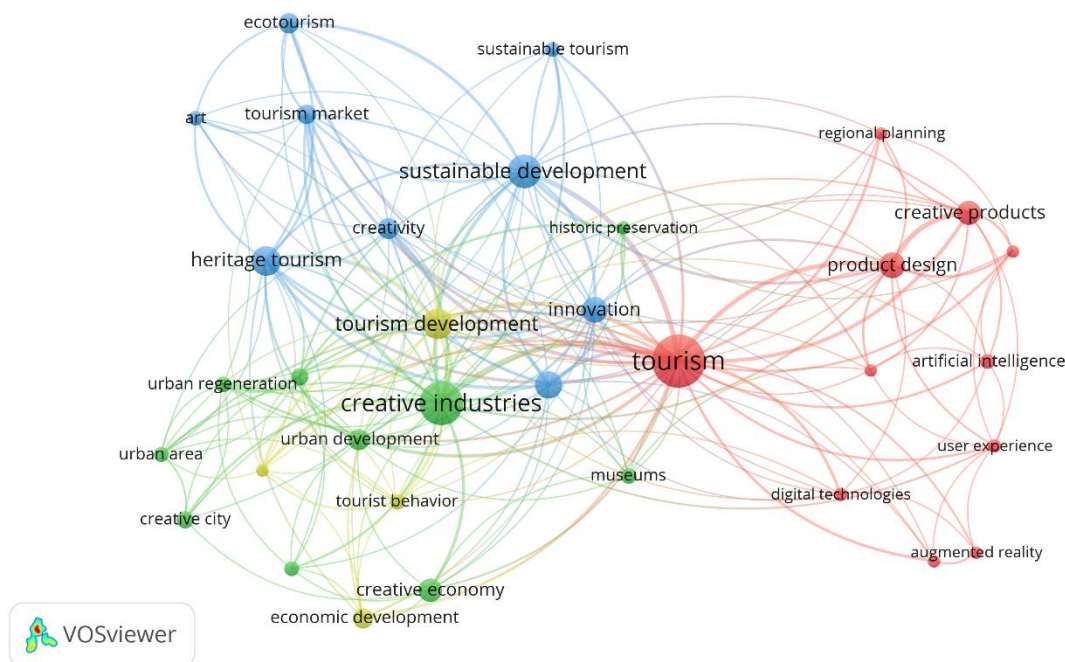 ecotourism
sustainable tourism
art
tourism market
regional planning
sustainable development
creative products
creativity
historic preservation
heritage tourism
product design
innovation
tourism development
tourism
artificial intelligence
urban regeneration
creative industries
urban development
user experience
urban area
museums
tourist behavior
digital technologies
creative city
augmented reality
creative economy
economic development
VOSviewer